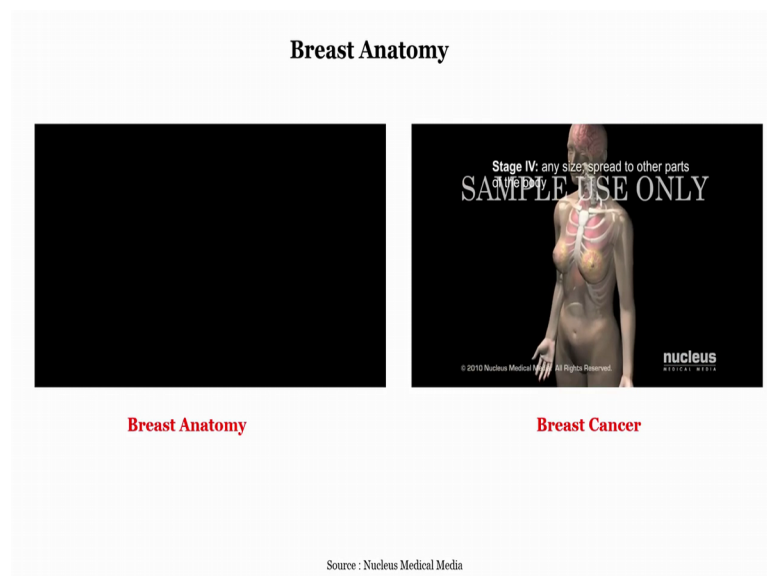 Breast Anatomy
Stage IV: any size, spread to other parts
of the body
SAMPLE USE ONLY
nucleus
MEDICAL MEDIA
© 2010 Nucleus Medical Media. All Rights Reserved.
Breast Anatomy
Breast Cancer
Source : Nucleus Medical Media